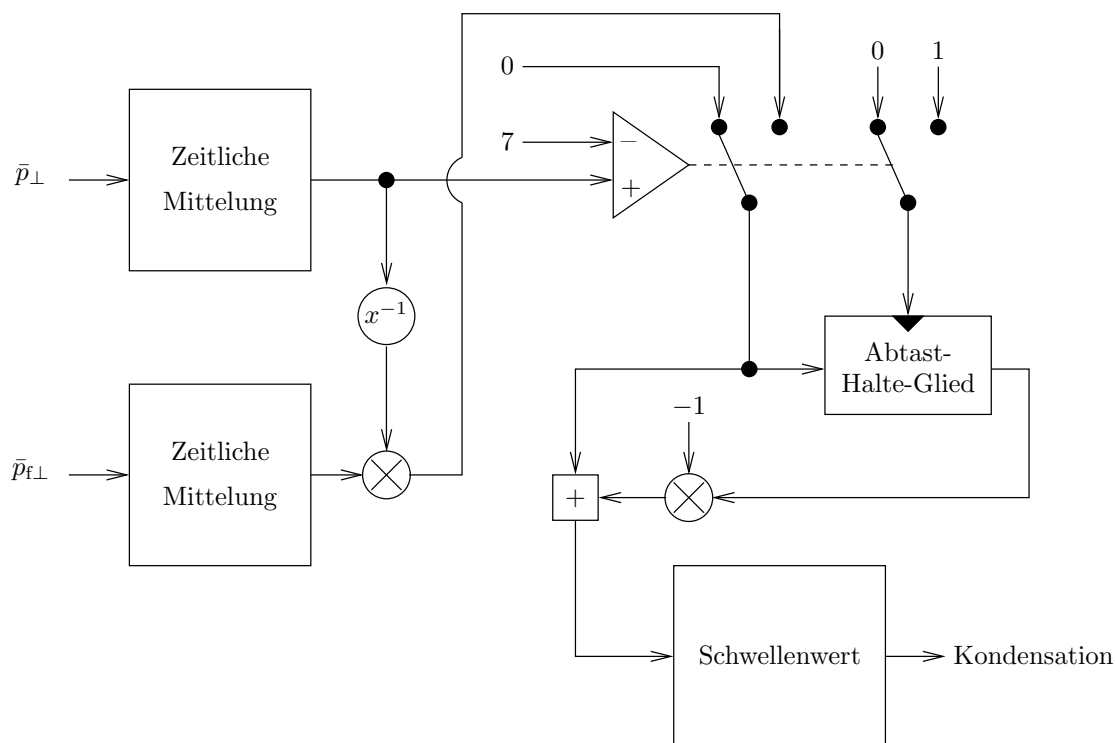 0
1
0
7
−
+
p̄⊥
Zeitliche
Mittelung
x⁻¹
Abtast-
Halte-Glied
−1
p̄f⊥
Zeitliche
Mittelung
+
Schwellenwert
Kondensation